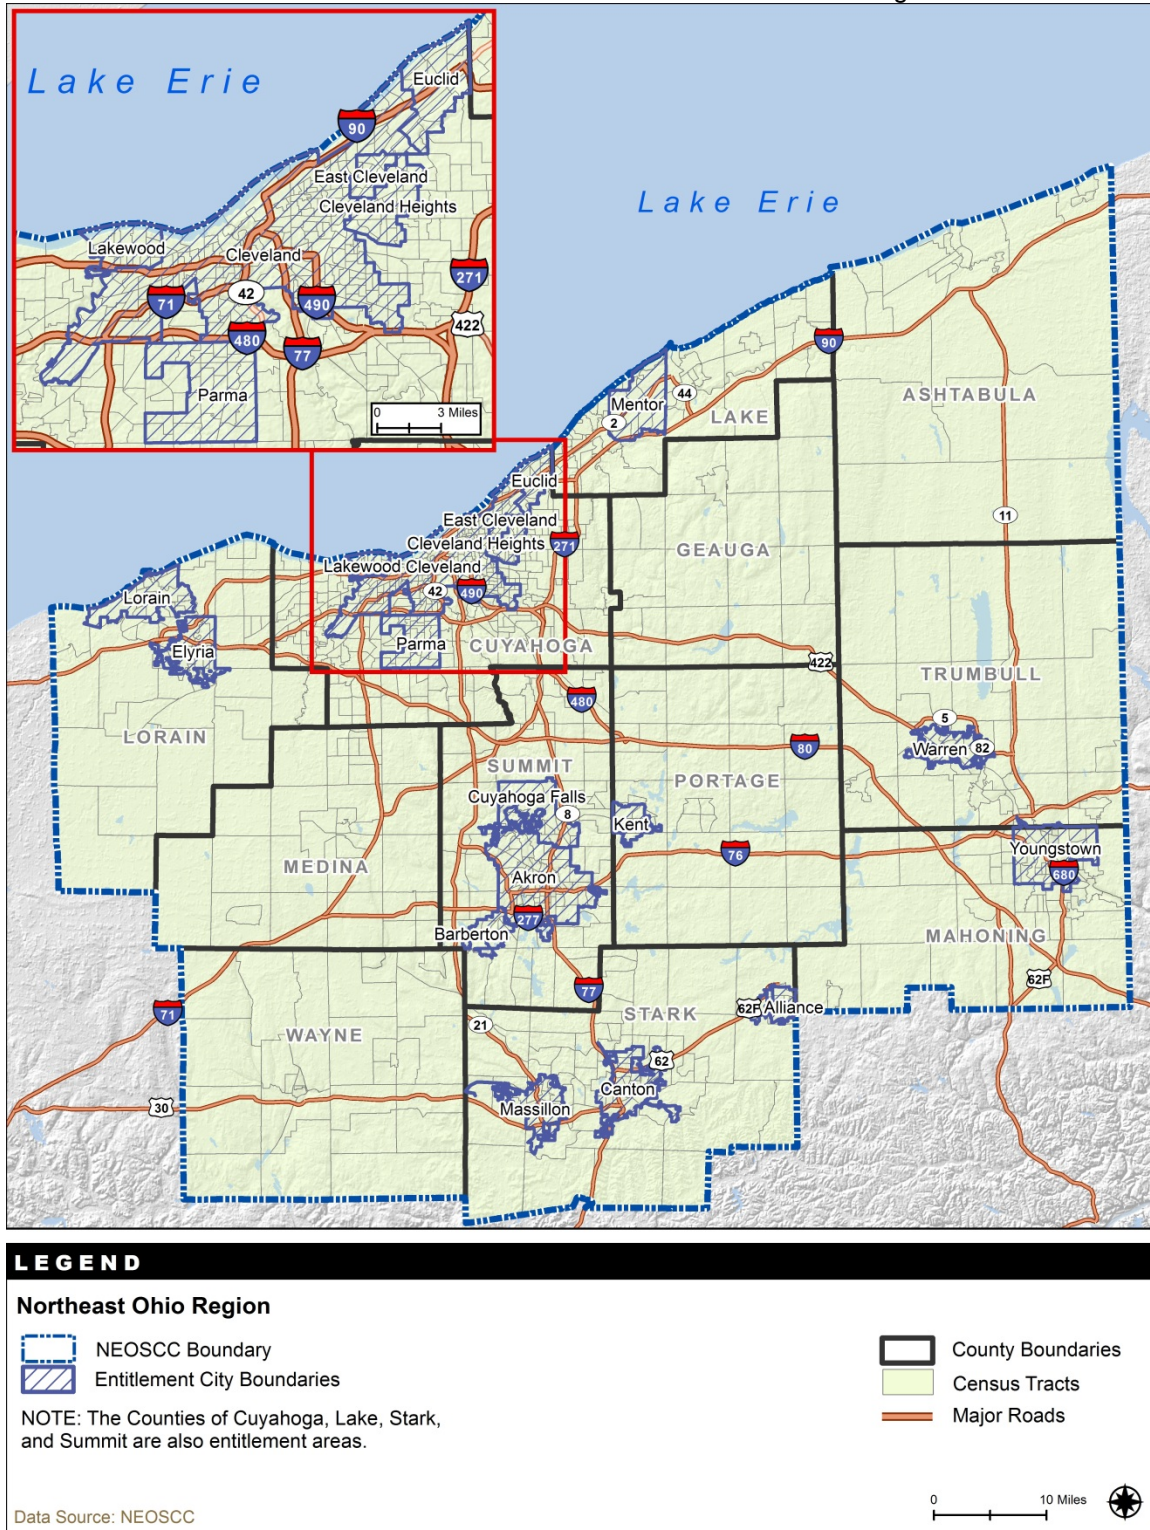 Lake Erie
Euclid
90
East Cleveland
Cleveland Heights
Lakewood
Cleveland
271
71
42
490
422
480
77
Parma
0 3 Miles
Lake Erie
90
ASHTABULA
Mentor
44
LAKE
2
Euclid
11
East Cleveland
Cleveland Heights
271
GEAUGA
Lakewood
Cleveland
42
490
Lorain
Elyria
Parma
CUYAHOGA
422
TRUMBULL
480
LORAIN
5
Warren
82
80
SUMMIT
PORTAGE
Cuyahoga Falls
8
Kent
Youngstown
76
MEDINA
Akron
680
277
Barberton
MAHONING
62F
77
71
STARK
62F
Alliance
21
WAYNE
62
Canton
30
Massillon
LEGEND
Northeast Ohio Region
NEOSCC Boundary
Entitlement City Boundaries
NOTE: The Counties of Cuyahoga, Lake, Stark,
and Summit are also entitlement areas.
County Boundaries
Census Tracts
Major Roads
0 10 Miles
Data Source: NEOSCC